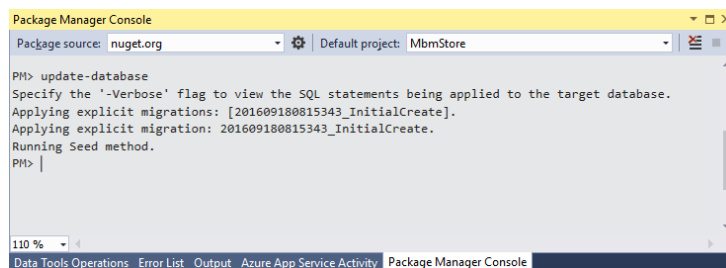 Package Manager Console
Package source: nuget.org Default project: MbmStore
PM> update-database
Specify the '-Verbose' flag to view the SQL statements being applied to the target database.
Applying explicit migrations: [201609180815343_InitialCreate].
Applying explicit migration: 201609180815343_InitialCreate.
Running Seed method.
PM>
110 %
Data Tools Operations Error List Output Azure App Service Activity Package Manager Console